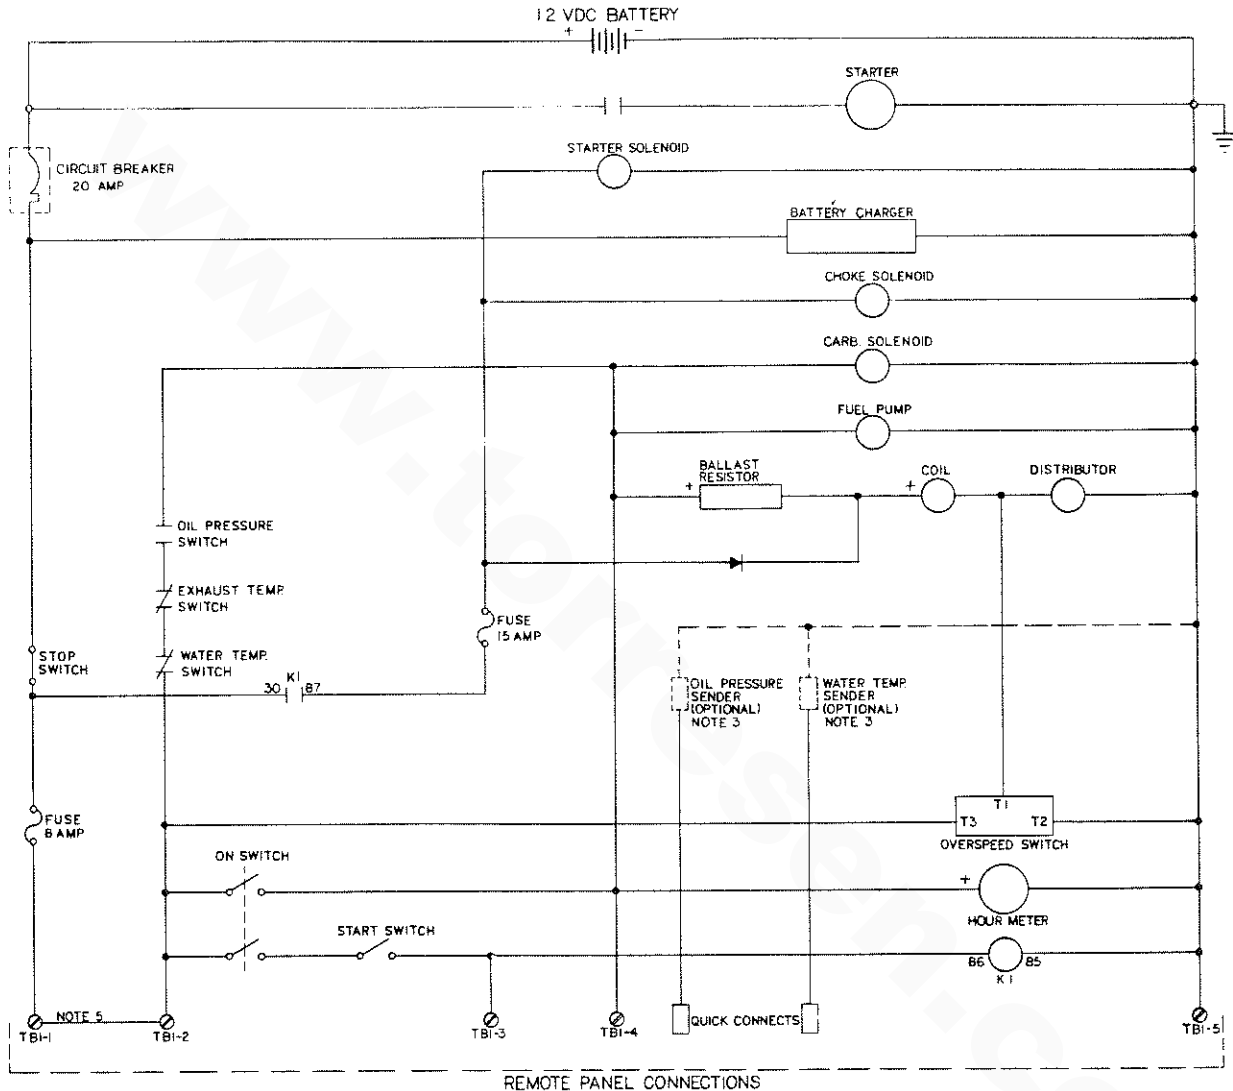 12 VDC BATTERY
+ -
STARTER
STARTER SOLENOID
CIRCUIT BREAKER
20 AMP
BATTERY CHARGER
CHOKE SOLENOID
CARB. SOLENOID
FUEL PUMP
BALLAST
RESISTOR
+
COIL
+
DISTRIBUTOR
OIL PRESSURE
SWITCH
EXHAUST TEMP.
SWITCH
FUSE
15 AMP
STOP
SWITCH
WATER TEMP.
SWITCH
K1
30 87
OIL PRESSURE
SENDER
(OPTIONAL)
NOTE 3
WATER TEMP.
SENDER
(OPTIONAL)
NOTE 3
FUSE
8 AMP
T1
T3 T2
OVERSPEED SWITCH
ON SWITCH
+
HOUR METER
START SWITCH
86 85
K1
NOTE 5
TB1-1
TB1-2
TB1-3
TB1-4
QUICK CONNECTS
TB1-5
REMOTE PANEL CONNECTIONS
www.torresen.c